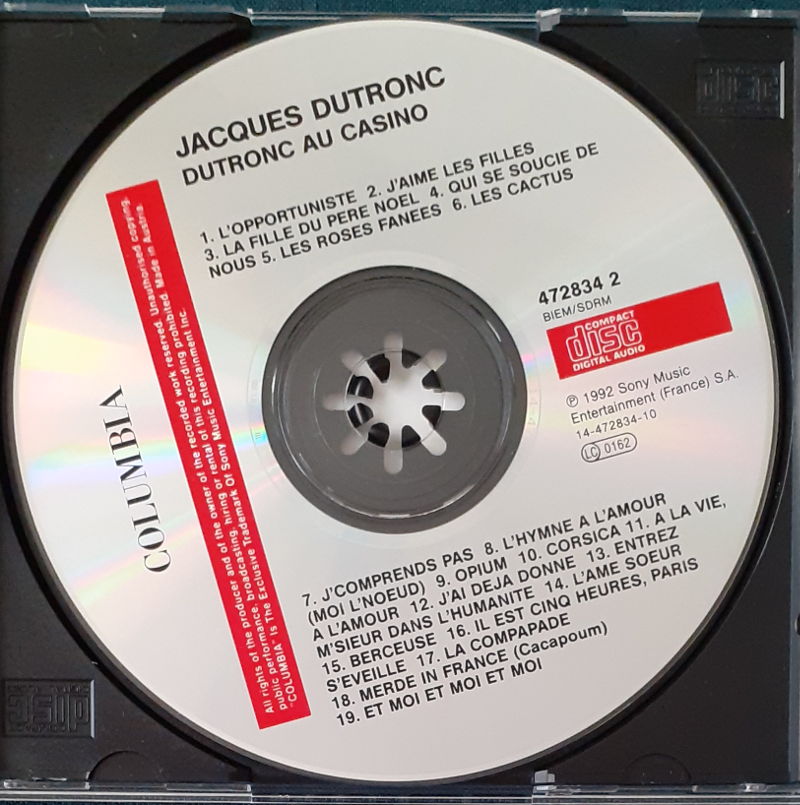 JACQUES DUTRONC
DUTRONC AU CASINO
1. L'OPPORTUNISTE 2. J'AIME LES FILLES
3. LA FILLE DU PERE NOEL 4. QUI SE SOUCIE DE
NOUS 5. LES ROSES FANEES 6. LES CACTUS
472834 2
BIEM/SDRM
COMPACT
disc
DIGITAL AUDIO
℗ 1992 Sony Music
Entertainment (France) S.A.
14-472834-10
LC 0162
COLUMBIA
All rights of the producer and of the owner of the recorded work reserved. Unauthorised copying,
public performance, broadcasting, hiring or rental of this recording prohibited. Made in Austria.
"COLUMBIA" Is The Exclusive Trademark Of Sony Music Entertainment Inc.
7. J'COMPRENDS PAS 8. L'HYMNE A L'AMOUR
(MOI L'NOEUD) 9. OPIUM 10. CORSICA 11. A LA VIE,
A L'AMOUR 12. J'AI DEJA DONNE 13. ENTREZ
M'SIEUR DANS L'HUMANITE 14. L'AME SOEUR
15. BERCEUSE 16. IL EST CINQ HEURES, PARIS
S'EVEILLE 17. LA COMPAPADE
18. MERDE IN FRANCE (Cacapoum)
19. ET MOI ET MOI ET MOI
disc
disc